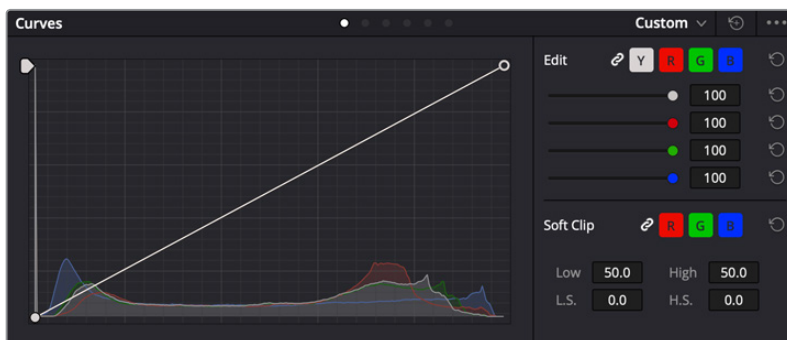 Curves
Custom
Edit
Y R G B
100
100
100
100
Soft Clip
R G B
Low 50.0 High 50.0
L.S. 0.0 H.S. 0.0